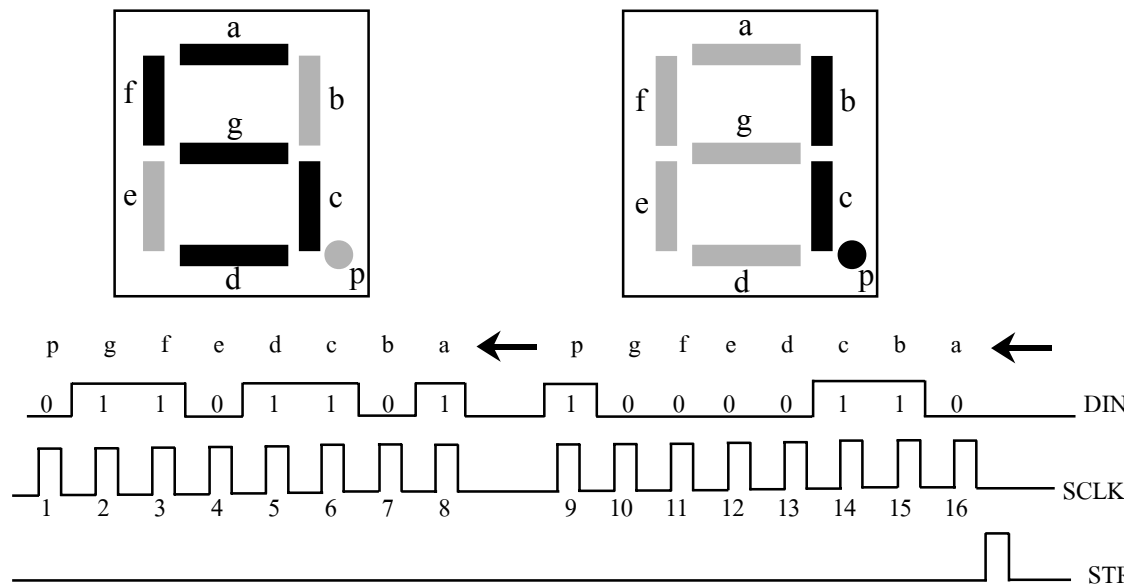 a a
f b f b
g g
e c e c
d p d p
p g f e d c b a p g f e d c b a
0 1 1 0 1 1 0 1 1 0 0 0 0 1 1 0 DIN
1 2 3 4 5 6 7 8 9 10 11 12 13 14 15 16 SCLK